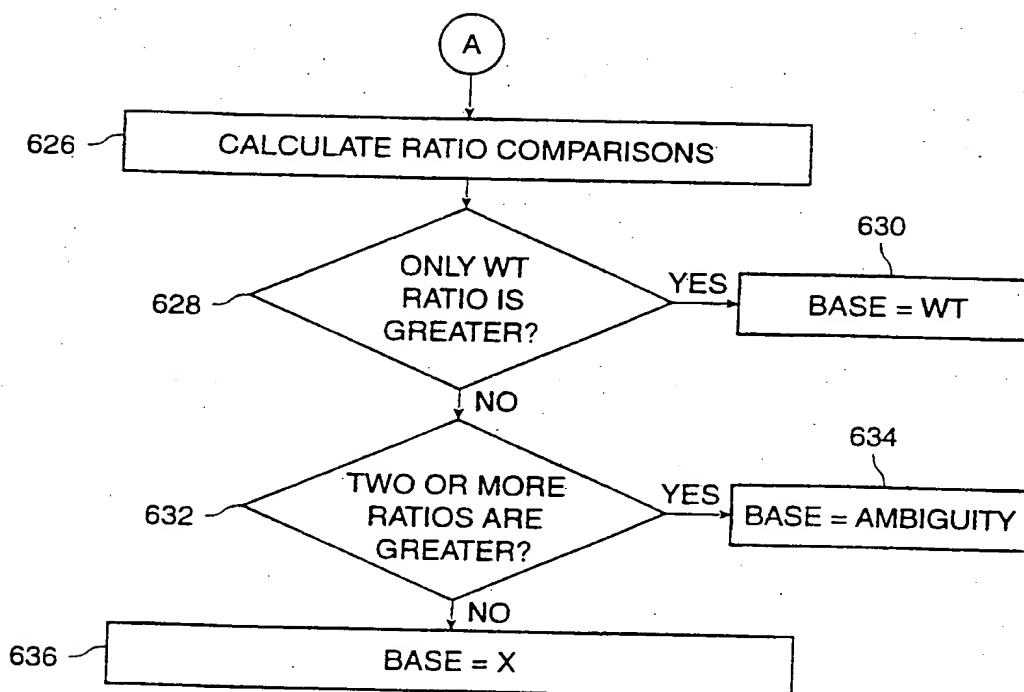 A
626
CALCULATE RATIO COMPARISONS
628
ONLY WT
RATIO IS
GREATER?
YES
630
BASE = WT
NO
632
TWO OR MORE
RATIOS ARE
GREATER?
YES
634
BASE = AMBIGUITY
NO
636
BASE = X